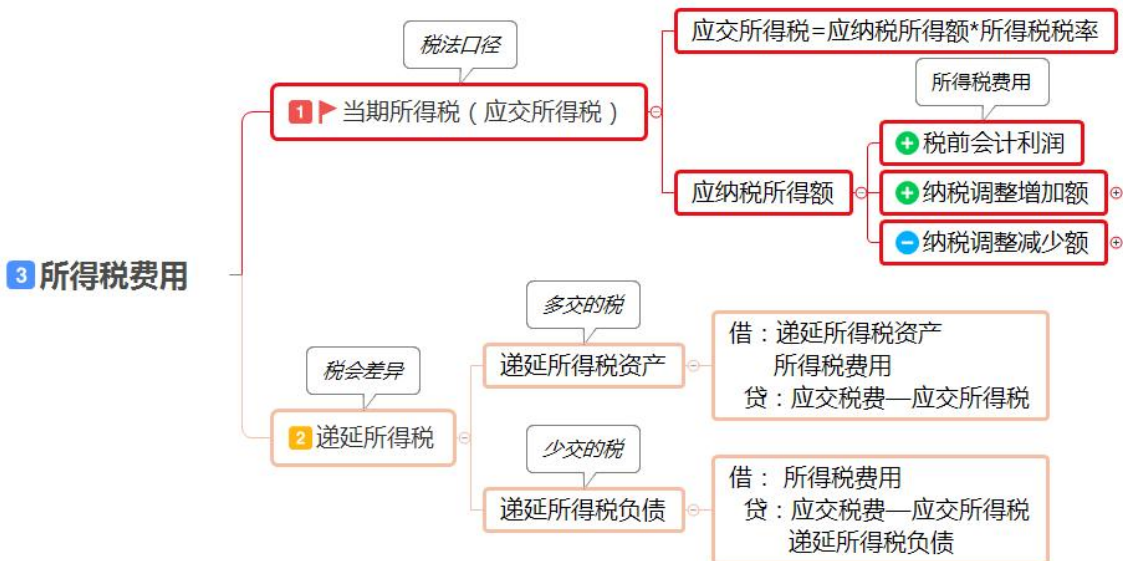 3 所得税费用
税法口径
1 当期所得税（应交所得税）
应交所得税=应纳税所得额*所得税税率
应纳税所得额
所得税费用
税前会计利润
纳税调整增加额
纳税调整减少额
税会差异
2 递延所得税
多交的税
递延所得税资产
借：递延所得税资产
所得税费用
贷：应交税费—应交所得税
少交的税
递延所得税负债
借： 所得税费用
贷：应交税费—应交所得税
递延所得税负债